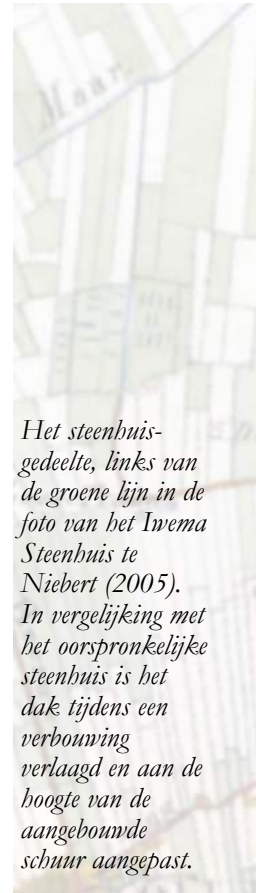 Maar
Het steenhuis-
gedeelte, links van
de groene lijn in de
foto van het Iwema
Steenhuis te
Niebert (2005).
In vergelijking met
het oorspronkelijke
steenhuis is het
dak tijdens een
verbouwing
verlaagd en aan de
hoogte van de
aangebouwde
schuur aangepast.